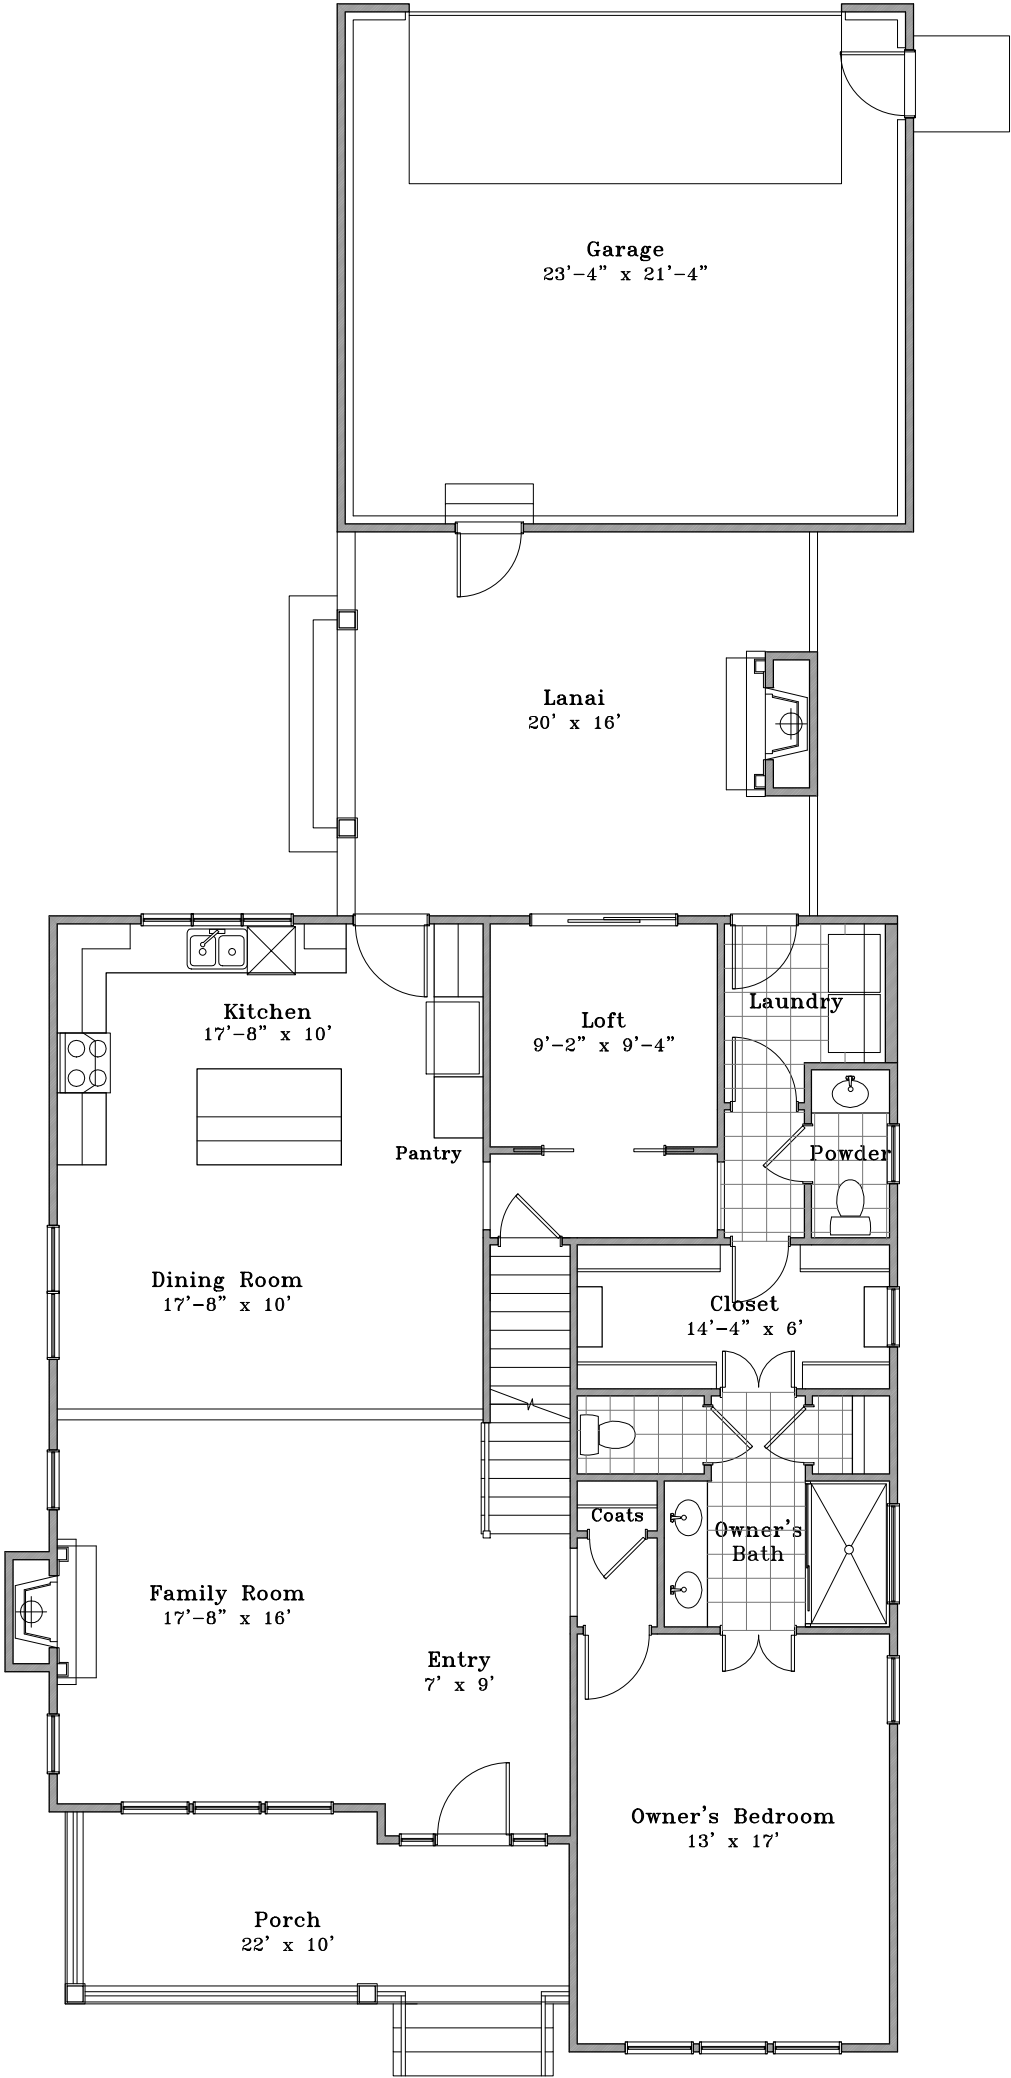 Garage
23'-4" x 21'-4"
Lanai
20' x 16'
Kitchen
17'-8" x 10'
Loft
9'-2" x 9'-4"
Laundry
Pantry
Powder
Dining Room
17'-8" x 10'
Closet
14'-4" x 6'
Coats
Owner's
Bath
Family Room
17'-8" x 16'
Entry
7' x 9'
Owner's Bedroom
13' x 17'
Porch
22' x 10'